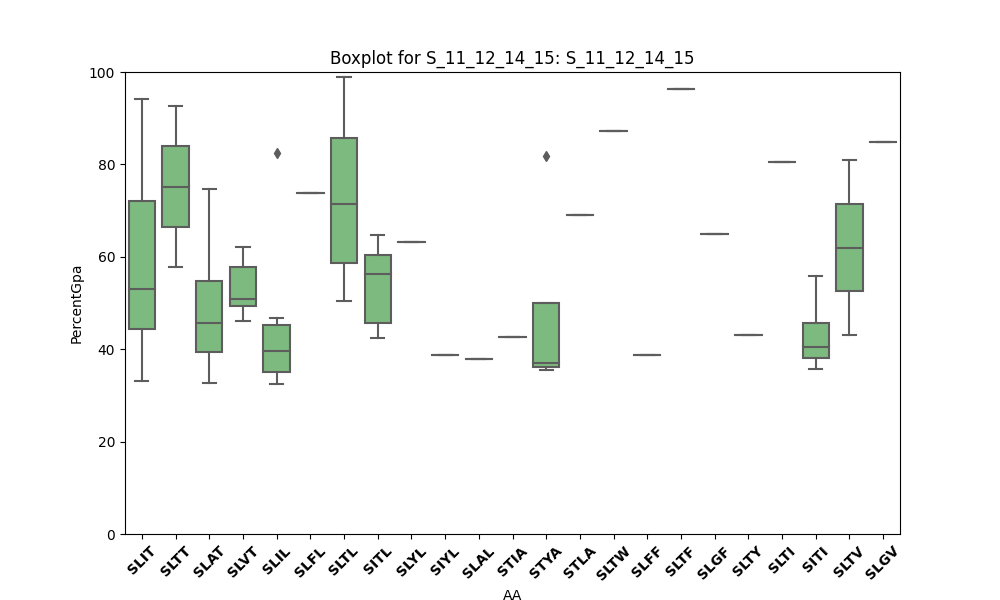 Boxplot for S_11_12_14_15: S_11_12_14_15
100
80
60
40
20
0
PercentGpa
SLIT SLTT SLAT SLVT SLIL SLFL SLTL SITL SLYL SIYL SLAL STIA STYA STLA SLTW SLFF SLTF SLGF SLTY SLTI SITI SLTV SLGV
AA